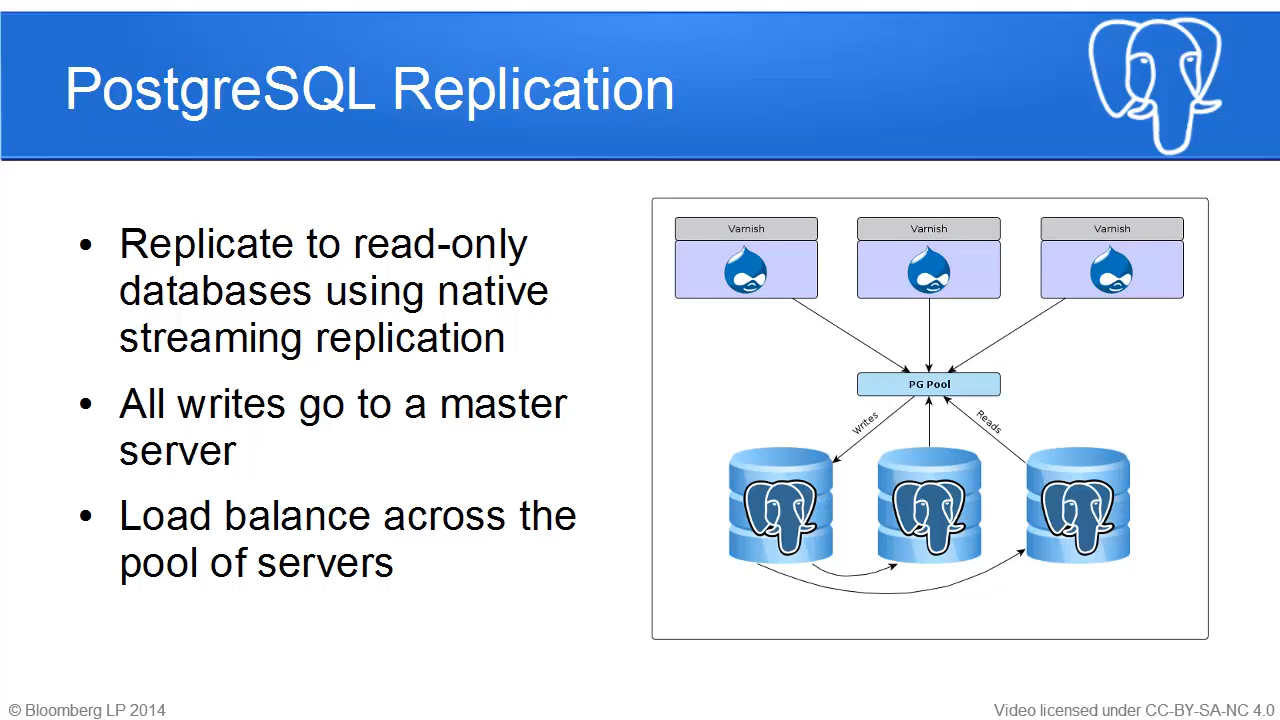 PostgreSQL Replication
• Replicate to read-only
databases using native
streaming replication
• All writes go to a master
server
• Load balance across the
pool of servers
Varnish
Varnish
Varnish
PG Pool
Writes
Reads
© Bloomberg LP 2014
Video licensed under CC-BY-SA-NC 4.0